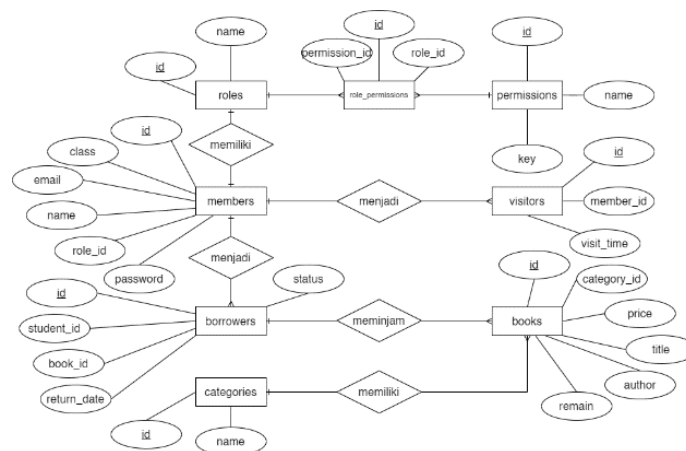 name
id
permission_id
id
role_id
id
roles
role_permissions
permissions
name
key
memiliki
id
class
email
name
role_id
password
members
menjadi
visitors
id
member_id
visit_time
menjadi
status
id
student_id
book_id
return_date
borrowers
meminjam
books
id
category_id
price
title
author
remain
categories
memiliki
id
name